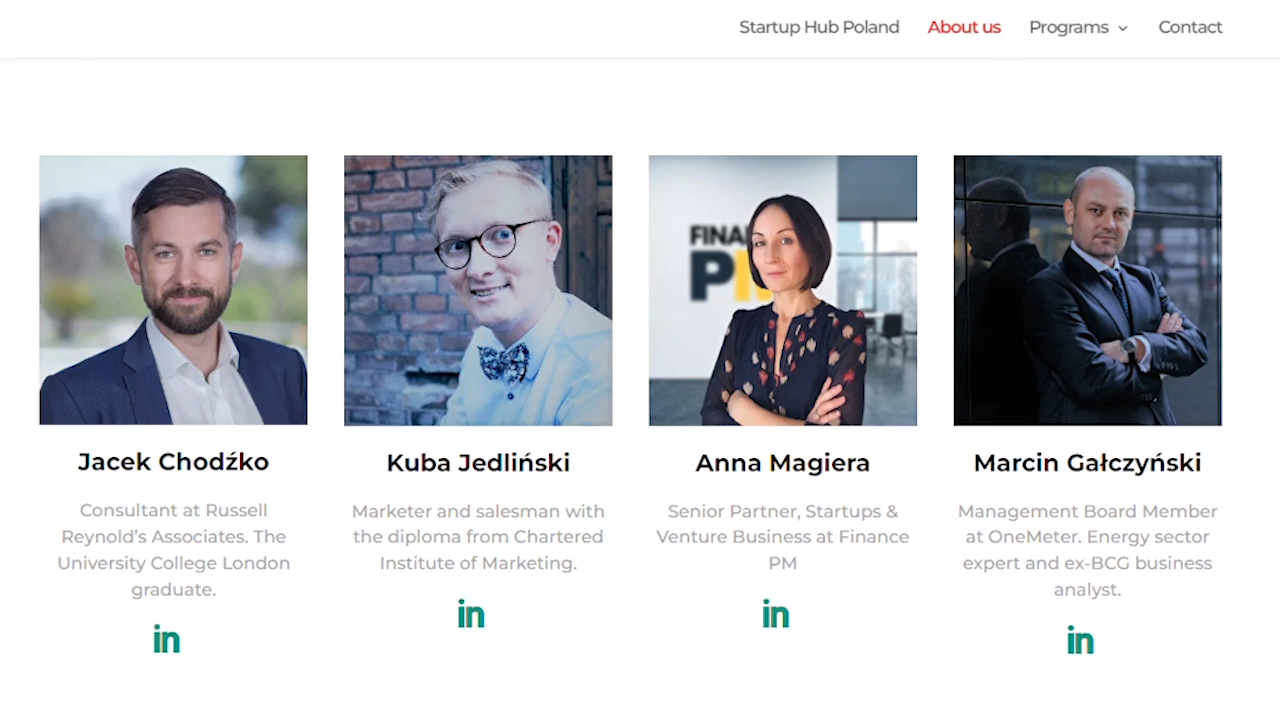 Startup Hub Poland About us Programs Contact
FINA
P
Jacek Chodźko
Kuba Jedliński
Anna Magiera
Marcin Gałczyński
Consultant at Russell
Reynold's Associates. The
University College London
graduate.
Marketer and salesman with
the diploma from Chartered
Institute of Marketing.
Senior Partner, Startups &
Venture Business at Finance
PM
Management Board Member
at OneMeter. Energy sector
expert and ex-BCG business
analyst.
in
in
in
in